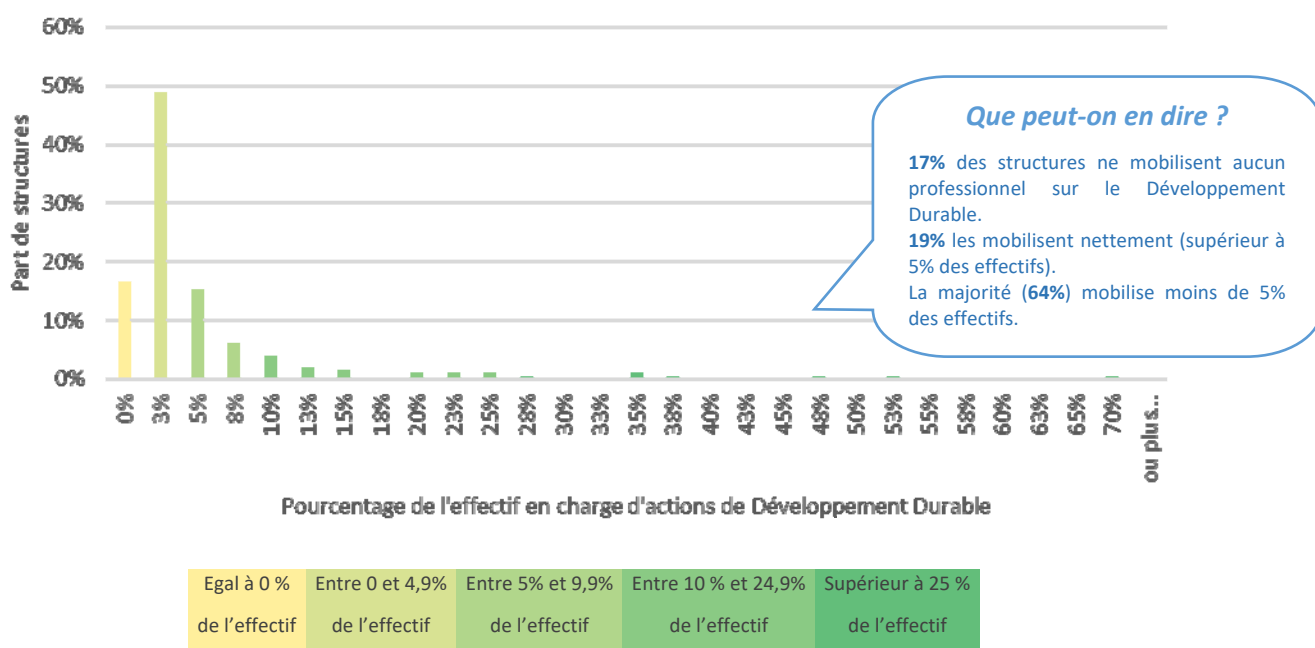 60%
50%
40%
30%
20%
10%
0%
Part de structures
0%
3%
5%
8%
10%
13%
15%
18%
20%
23%
25%
28%
30%
33%
35%
38%
40%
43%
45%
48%
50%
53%
55%
58%
60%
63%
65%
70%
ou plus...
Pourcentage de l'effectif en charge d'actions de Développement Durable
Que peut-on en dire ?
17% des structures ne mobilisent aucun
professionnel sur le Développement
Durable.
19% les mobilisent nettement (supérieur à
5% des effectifs).
La majorité (64%) mobilise moins de 5%
des effectifs.
Egal à 0 %
de l’effectif
Entre 0 et 4,9%
de l’effectif
Entre 5% et 9,9%
de l’effectif
Entre 10 % et 24,9%
de l’effectif
Supérieur à 25 %
de l’effectif